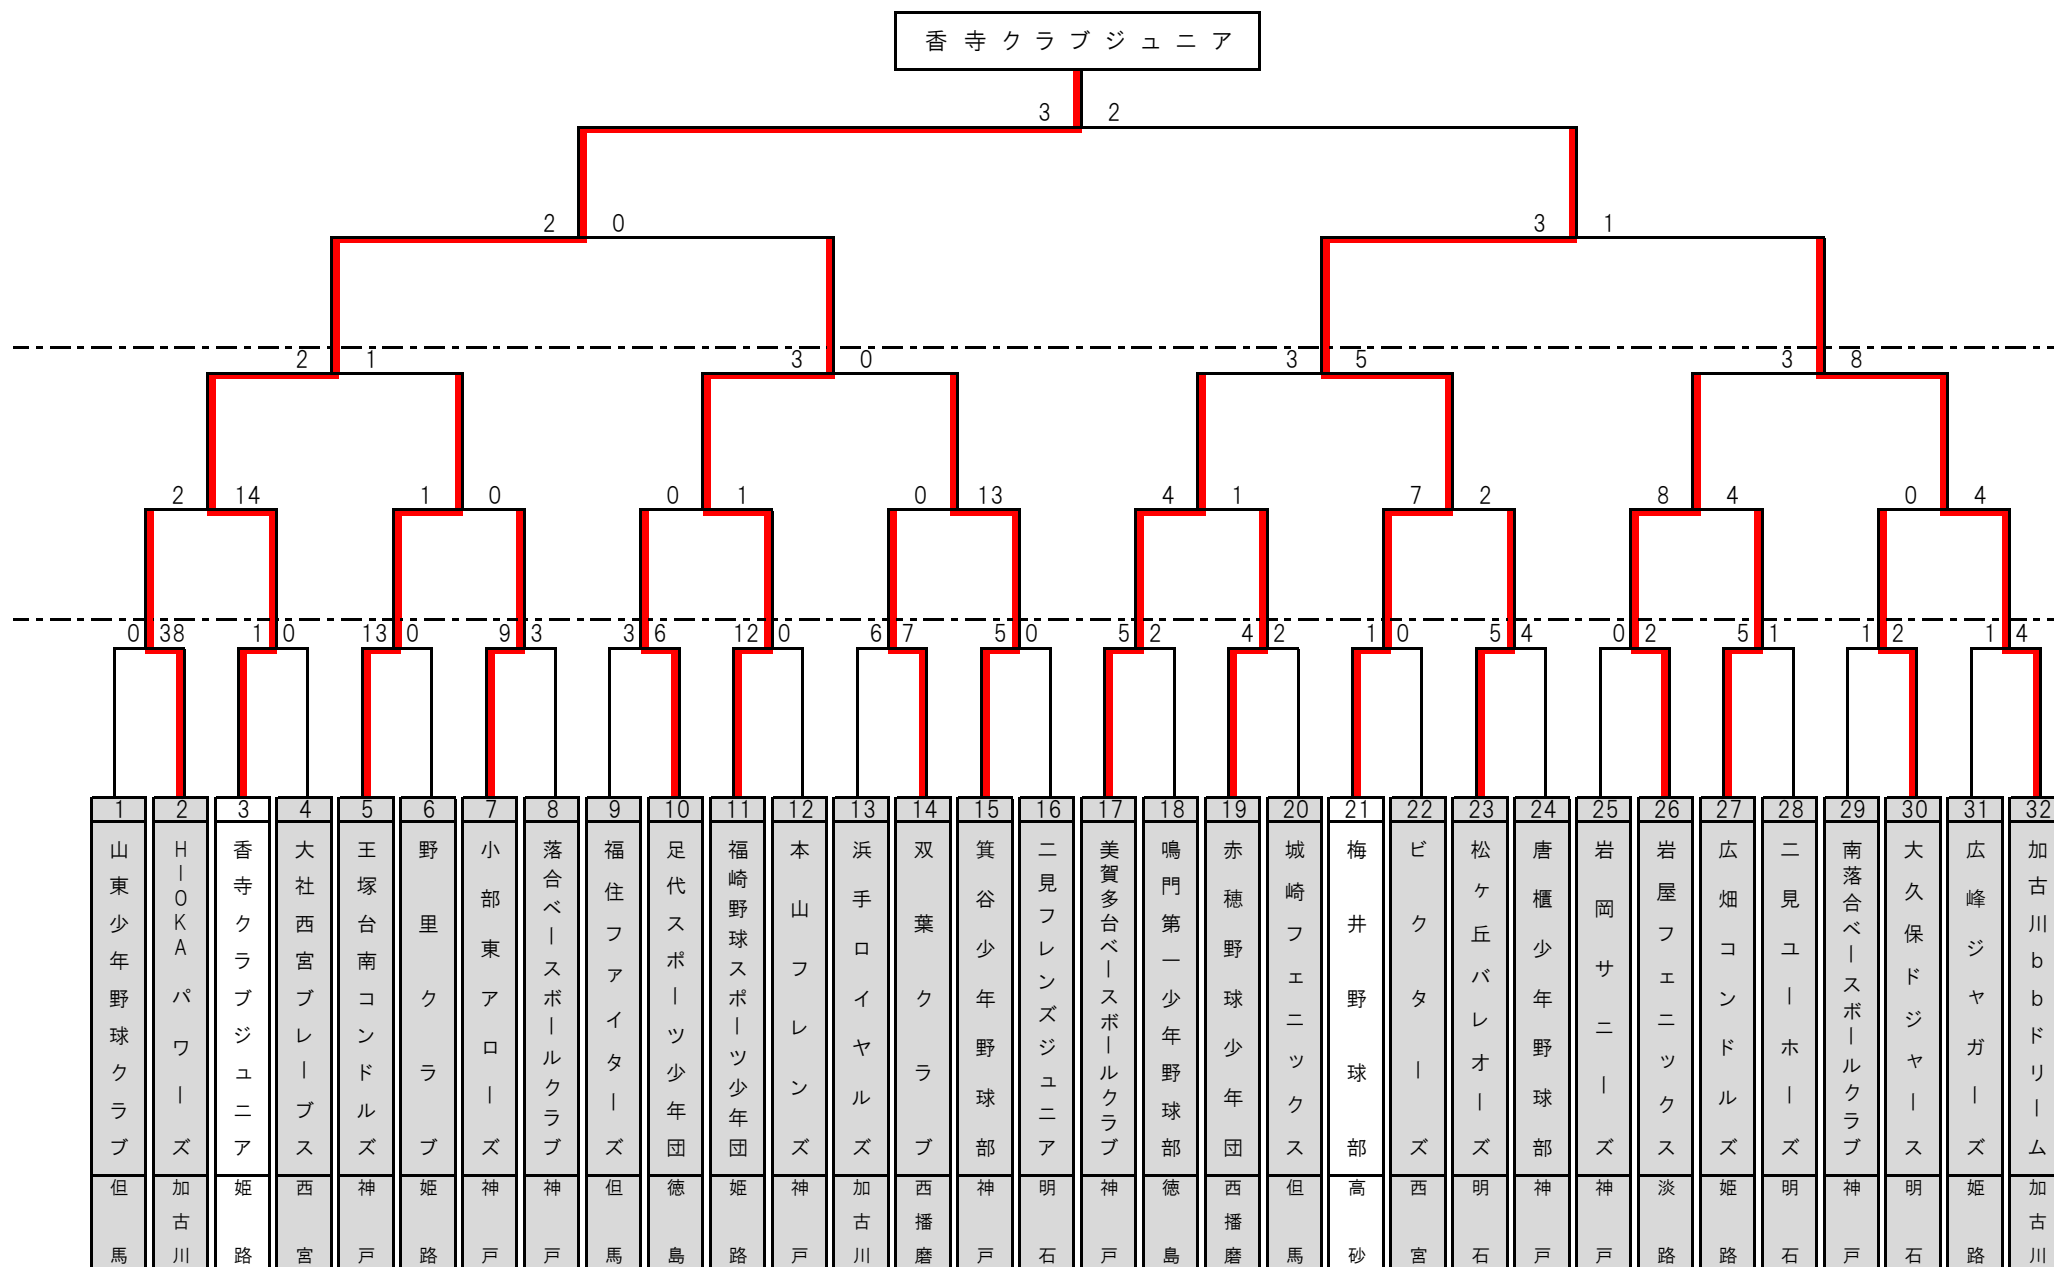 香寺クラブジュニア
3 2
2 0 3 1
2 1 3 0 3 5 3 8
2 14 1 0 0 1 0 13 4 1 7 2 8 4 0 4
0 38 1 0 13 0 9 3 3 6 12 0 6 7 5 0 5 2 4 2 1 0 5 4 0 2 5 1 1 2 1 4
1 山東少年野球クラブ 但馬
2 HIOKAパワーズ 加古川
3 香寺クラブジュニア 姫路
4 大社西宮ブレーブス 西宮
5 王塚台南コンドルズ 神戸
6 野里クラブ 姫路
7 小部東アローズ 神戸
8 落合ベースボールクラブ 神戸
9 福住ファイターズ 但馬
10 足代スポーツ少年団 徳島
11 福崎野球スポーツ少年団 姫路
12 本山フレンズ 神戸
13 浜手ロイヤルズ 加古川
14 双葉クラブ 西播磨
15 箕谷少年野球部 神戸
16 二見フレンズジュニア 明石
17 美賀多台ベースボールクラブ 神戸
18 鳴門第一少年野球部 徳島
19 赤穂野球少年団 西播磨
20 城崎フェニックス 但馬
21 梅井野球部 高砂
22 ビクターズ 西宮
23 松ヶ丘バレオーズ 明石
24 唐櫃少年野球部 神戸
25 岩岡サニーズ 神戸
26 岩屋フェニックス 淡路
27 広畑コンドルズ 姫路
28 二見ユーホーズ 明石
29 南落合ベースボールクラブ 神戸
30 大久保ドジャース 明石
31 広峰ジャガーズ 姫路
32 加古川bbドリーム 加古川